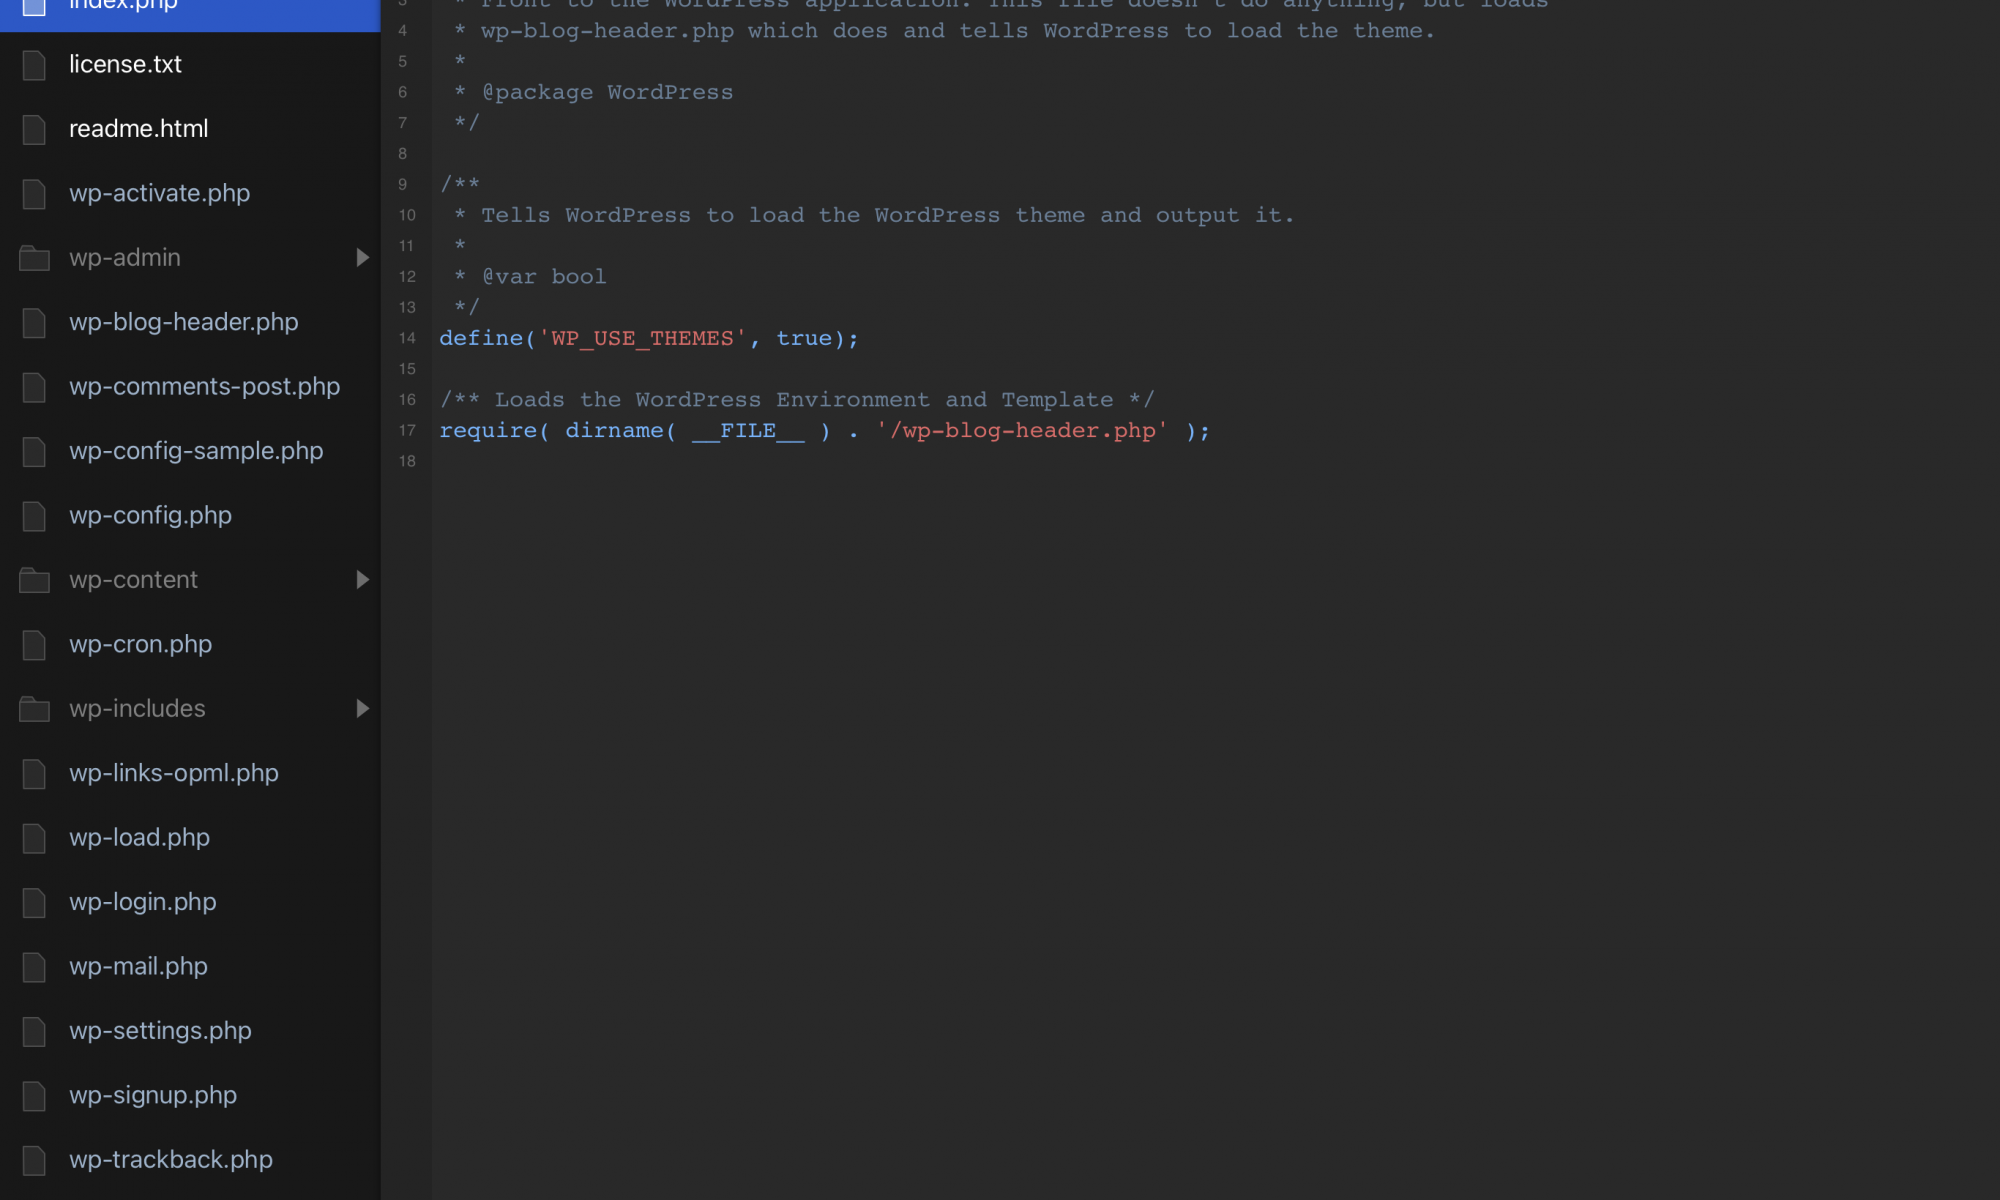 index.php
license.txt
readme.html
wp-activate.php
wp-admin
wp-blog-header.php
wp-comments-post.php
wp-config-sample.php
wp-config.php
wp-content
wp-cron.php
wp-includes
wp-links-opml.php
wp-load.php
wp-login.php
wp-mail.php
wp-settings.php
wp-signup.php
wp-trackback.php
3 * Front to the WordPress application. This file doesn't do anything, but loads
4 * wp-blog-header.php which does and tells WordPress to load the theme.
5 *
6 * @package WordPress
7 */
8
9 /**
10 * Tells WordPress to load the WordPress theme and output it.
11 *
12 * @var bool
13 */
14 define('WP_USE_THEMES', true);
15
16 /** Loads the WordPress Environment and Template */
17 require( dirname( __FILE__ ) . '/wp-blog-header.php' );
18